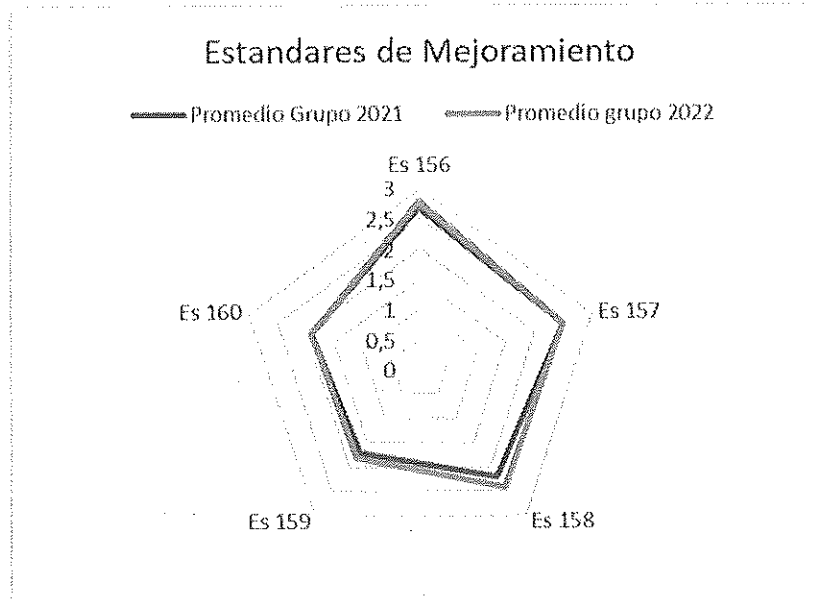 Estandares de Mejoramiento
Promedio Grupo 2021 Promedio grupo 2022
Es 156
3
2,5
2
1,5
Es 160 Es 157
1
0,5
0
Es 159 Es 158